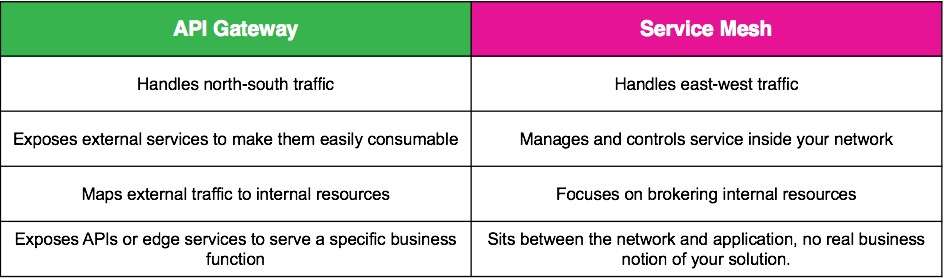 API Gateway
Service Mesh
Handles north-south traffic
Handles east-west traffic
Exposes external services to make them easily consumable
Manages and controls service inside your network
Maps external traffic to internal resources
Focuses on brokering internal resources
Exposes APIs or edge services to serve a specific business
function
Sits between the network and application, no real business
notion of your solution.